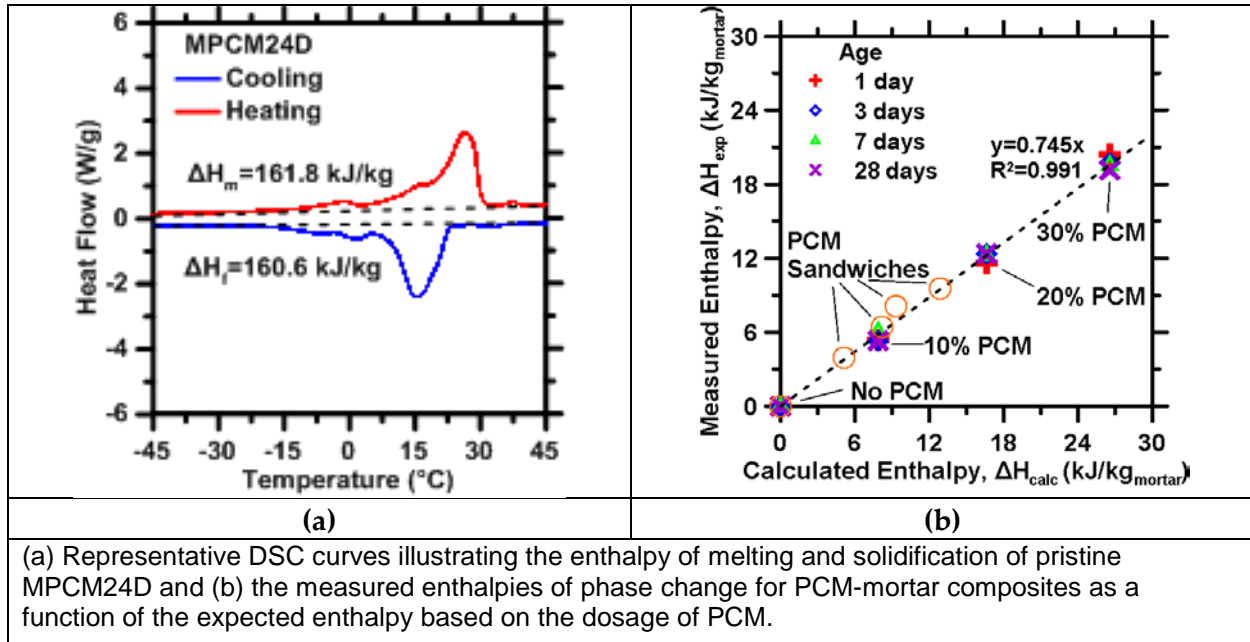 MPCM24D
Cooling
Heating
ΔHₘ=161.8 kJ/kg
ΔH_f=160.6 kJ/kg
Heat Flow (W/g)
6
4
2
0
-2
-4
-6
-45 -30 -15 0 15 30 45
Temperature (°C)
(a)
Age
1 day
3 days
7 days
28 days
y=0.745x
R²=0.991
PCM
Sandwiches
30% PCM
20% PCM
10% PCM
No PCM
Measured Enthalpy, ΔH_exp (kJ/kg_mortar)
30
24
18
12
6
0
0 6 12 18 24 30
Calculated Enthalpy, ΔH_calc (kJ/kg_mortar)
(b)
(a) Representative DSC curves illustrating the enthalpy of melting and solidification of pristine
MPCM24D and (b) the measured enthalpies of phase change for PCM-mortar composites as a
function of the expected enthalpy based on the dosage of PCM.